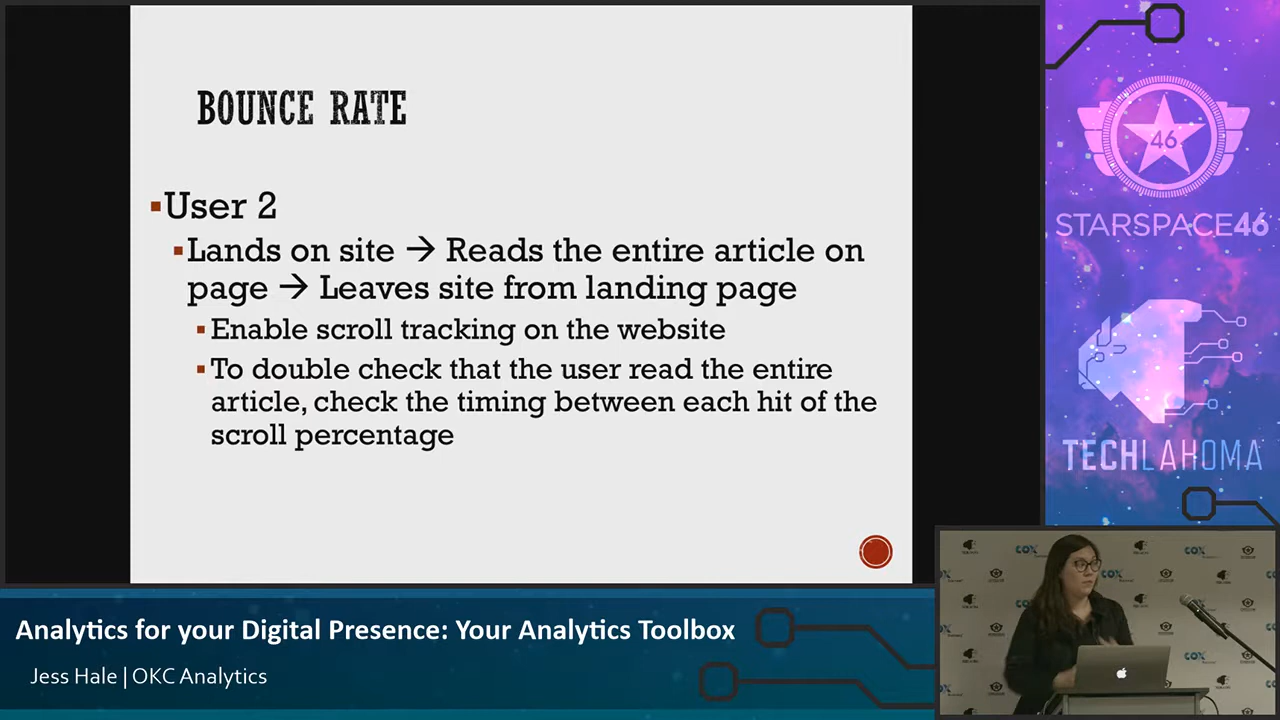 BOUNCE RATE
User 2
Lands on site → Reads the entire article on
page → Leaves site from landing page
Enable scroll tracking on the website
To double check that the user read the entire
article, check the timing between each hit of the
scroll percentage
46
STARSPACE46
TECHLAHOMA
COX
COX
COX
Analytics for your Digital Presence: Your Analytics Toolbox
Jess Hale | OKC Analytics